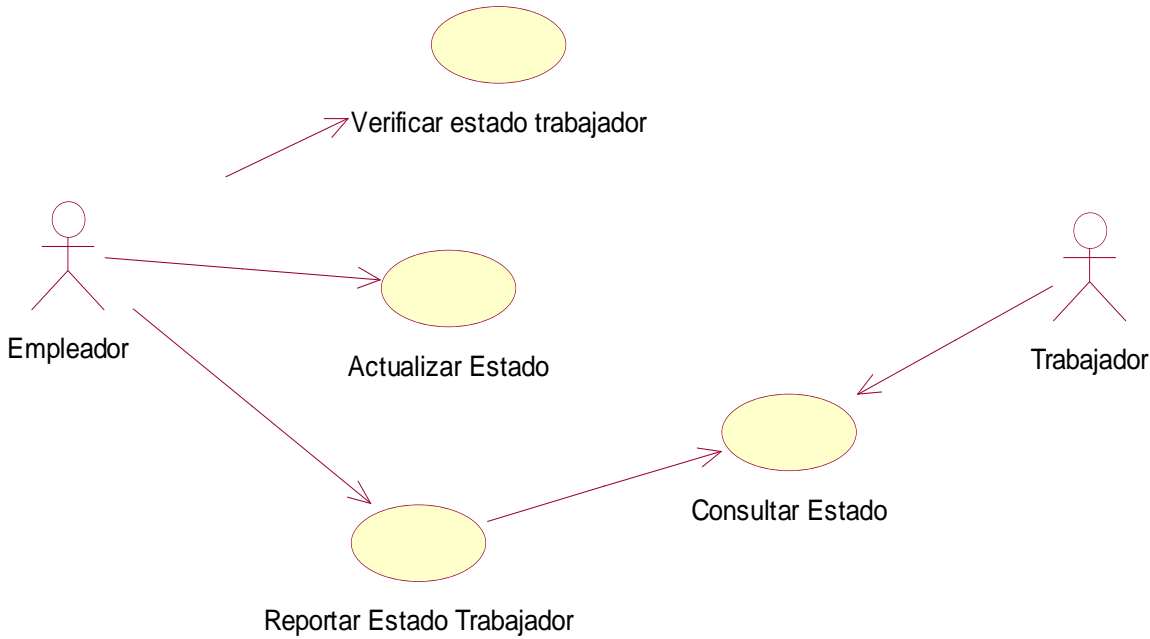 Verificar estado trabajador
Empleador
Actualizar Estado
Trabajador
Consultar Estado
Reportar Estado Trabajador